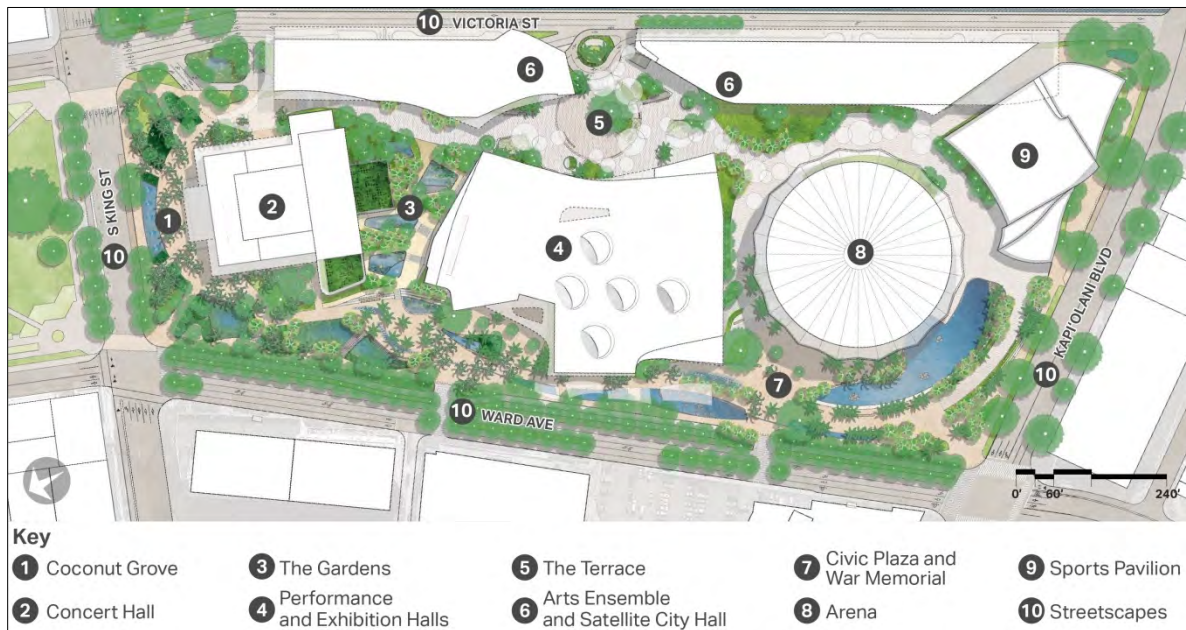 10 VICTORIA ST
6
6
5
9
10 S KING ST
1
2
3
4
8
10 KAPI'OLANI BLVD
7
10 WARD AVE
0' 60' 240'
Key
1 Coconut Grove
2 Concert Hall
3 The Gardens
4 Performance
and Exhibition Halls
5 The Terrace
6 Arts Ensemble
and Satellite City Hall
7 Civic Plaza and
War Memorial
8 Arena
9 Sports Pavilion
10 Streetscapes